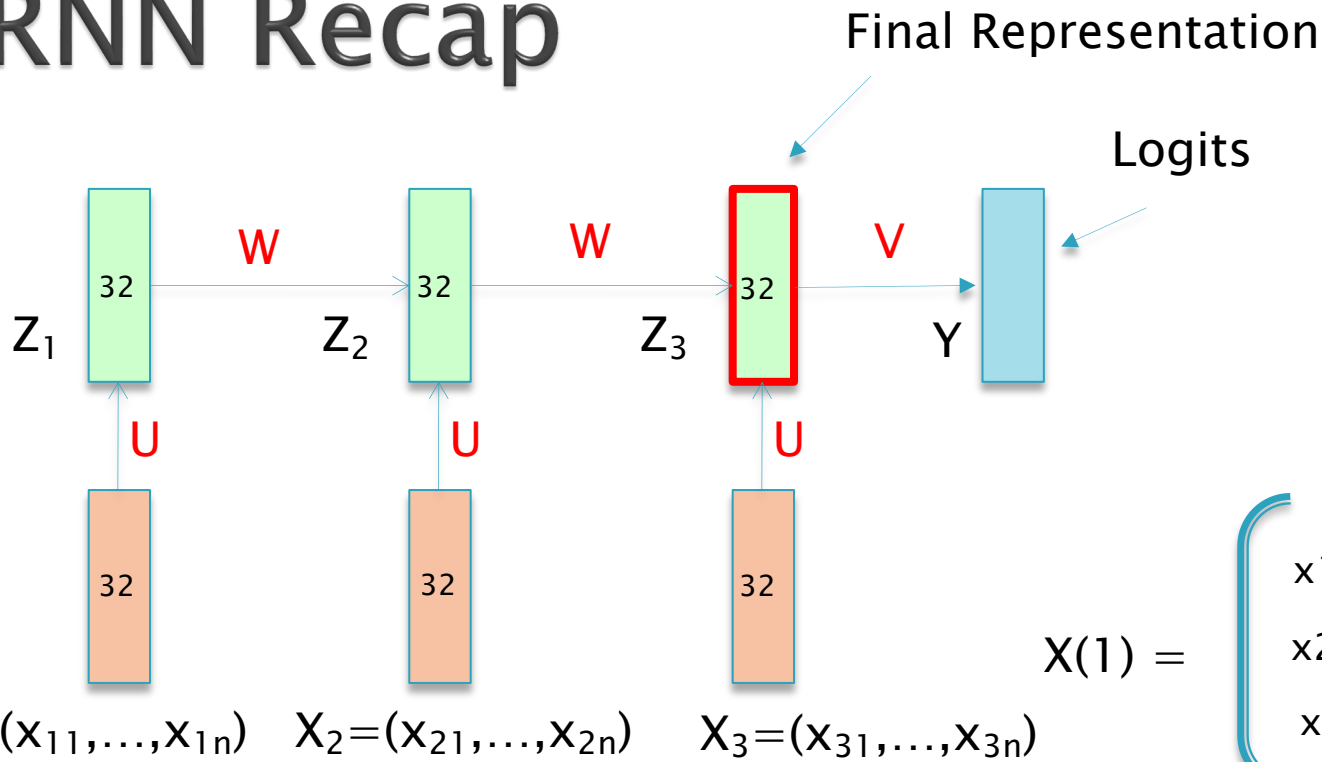 RNN Recap
Final Representation
Logits
W W V
32 32 32
Z₁ Z₂ Z₃ Y
U U U
32 32 32
X(1) =
(x₁₁,...,x₁ₙ) X₂=(x₂₁,...,x₂ₙ) X₃=(x₃₁,...,x₃ₙ)